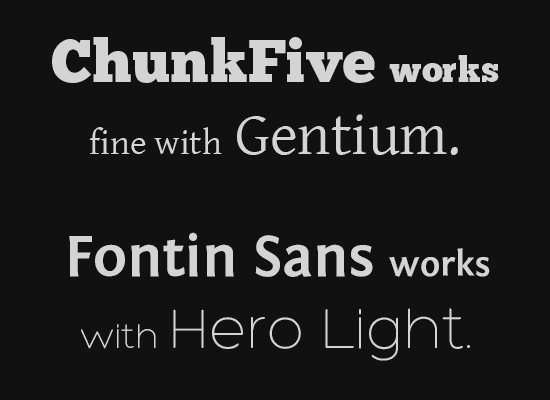 ChunkFive works
fine with Gentium.
Fontin Sans works
with Hero Light.